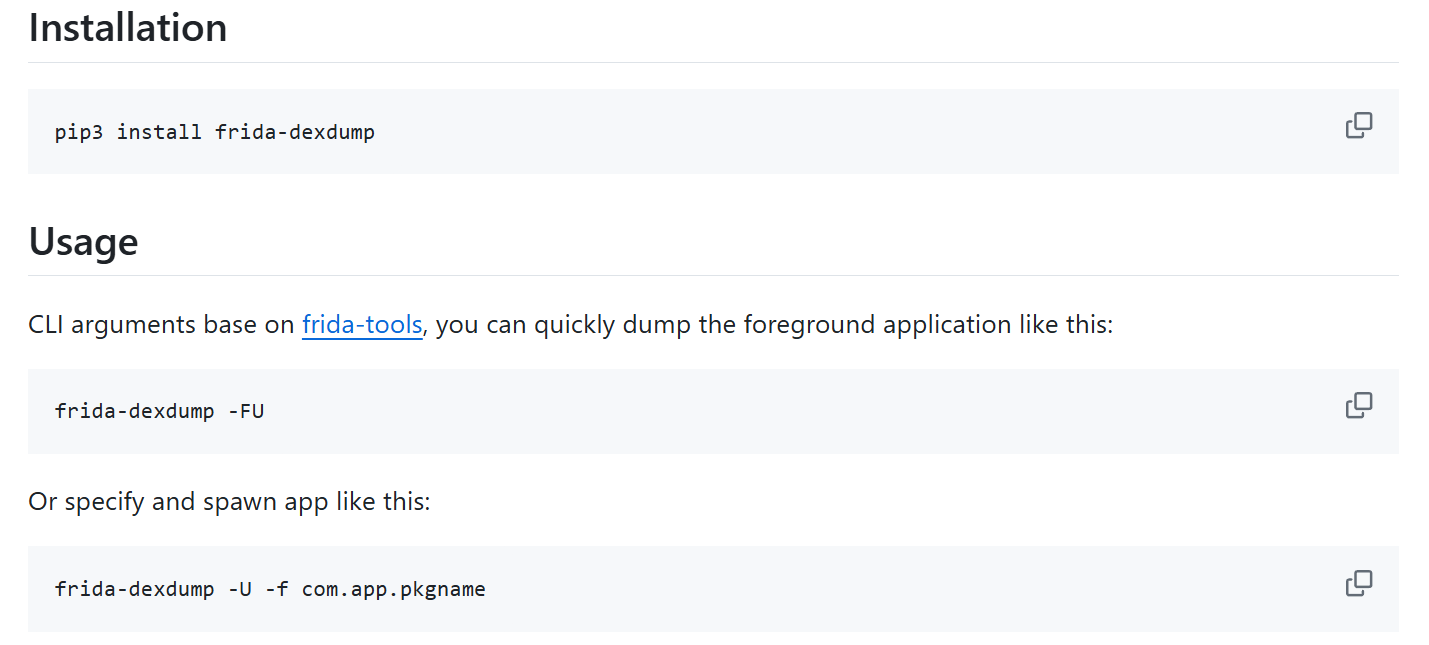 Installation
pip3 install frida-dexdump
Usage
CLI arguments base on frida-tools, you can quickly dump the foreground application like this:
frida-dexdump -FU
Or specify and spawn app like this:
frida-dexdump -U -f com.app.pkgname